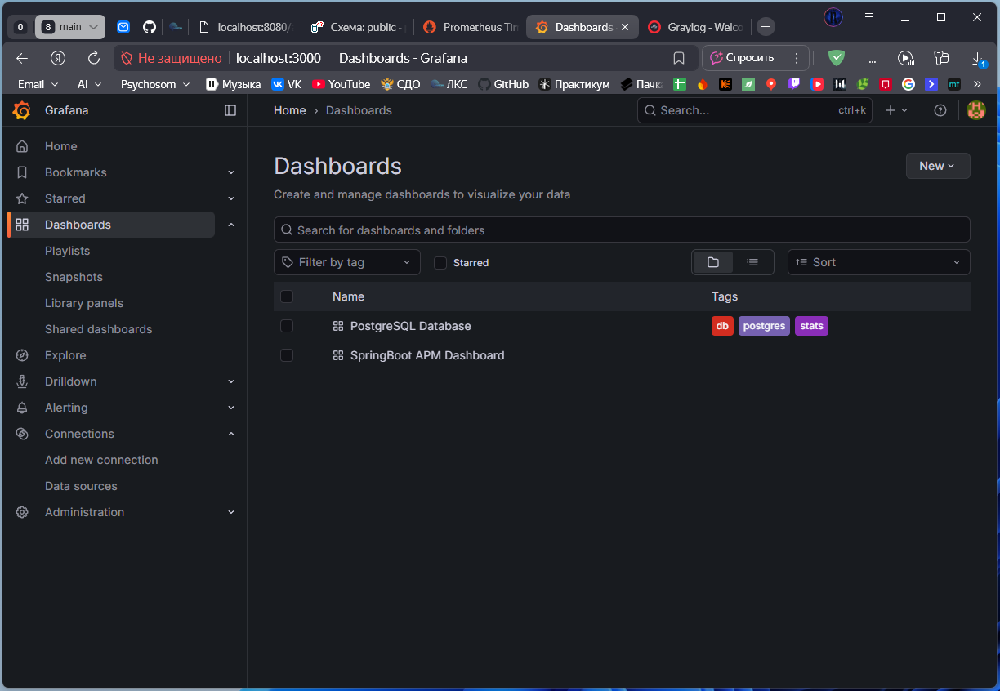 0 8 main localhost:8080/ Схема: public - Prometheus Tim Dashboards Graylog - Welco
Не защищено localhost:3000 Dashboards - Grafana Спросить ... 1
Email AI Psychosom Музыка VK YouTube СДО ЛКС GitHub Практикум Пачка mt »
Grafana
Home › Dashboards
Search... ctrl+k
Home
Bookmarks
Starred
Dashboards
Playlists
Snapshots
Library panels
Shared dashboards
Explore
Drilldown
Alerting
Connections
Add new connection
Data sources
Administration
Dashboards
New
Create and manage dashboards to visualize your data
Search for dashboards and folders
Filter by tag Starred Sort
Name Tags
PostgreSQL Database db postgres stats
SpringBoot APM Dashboard